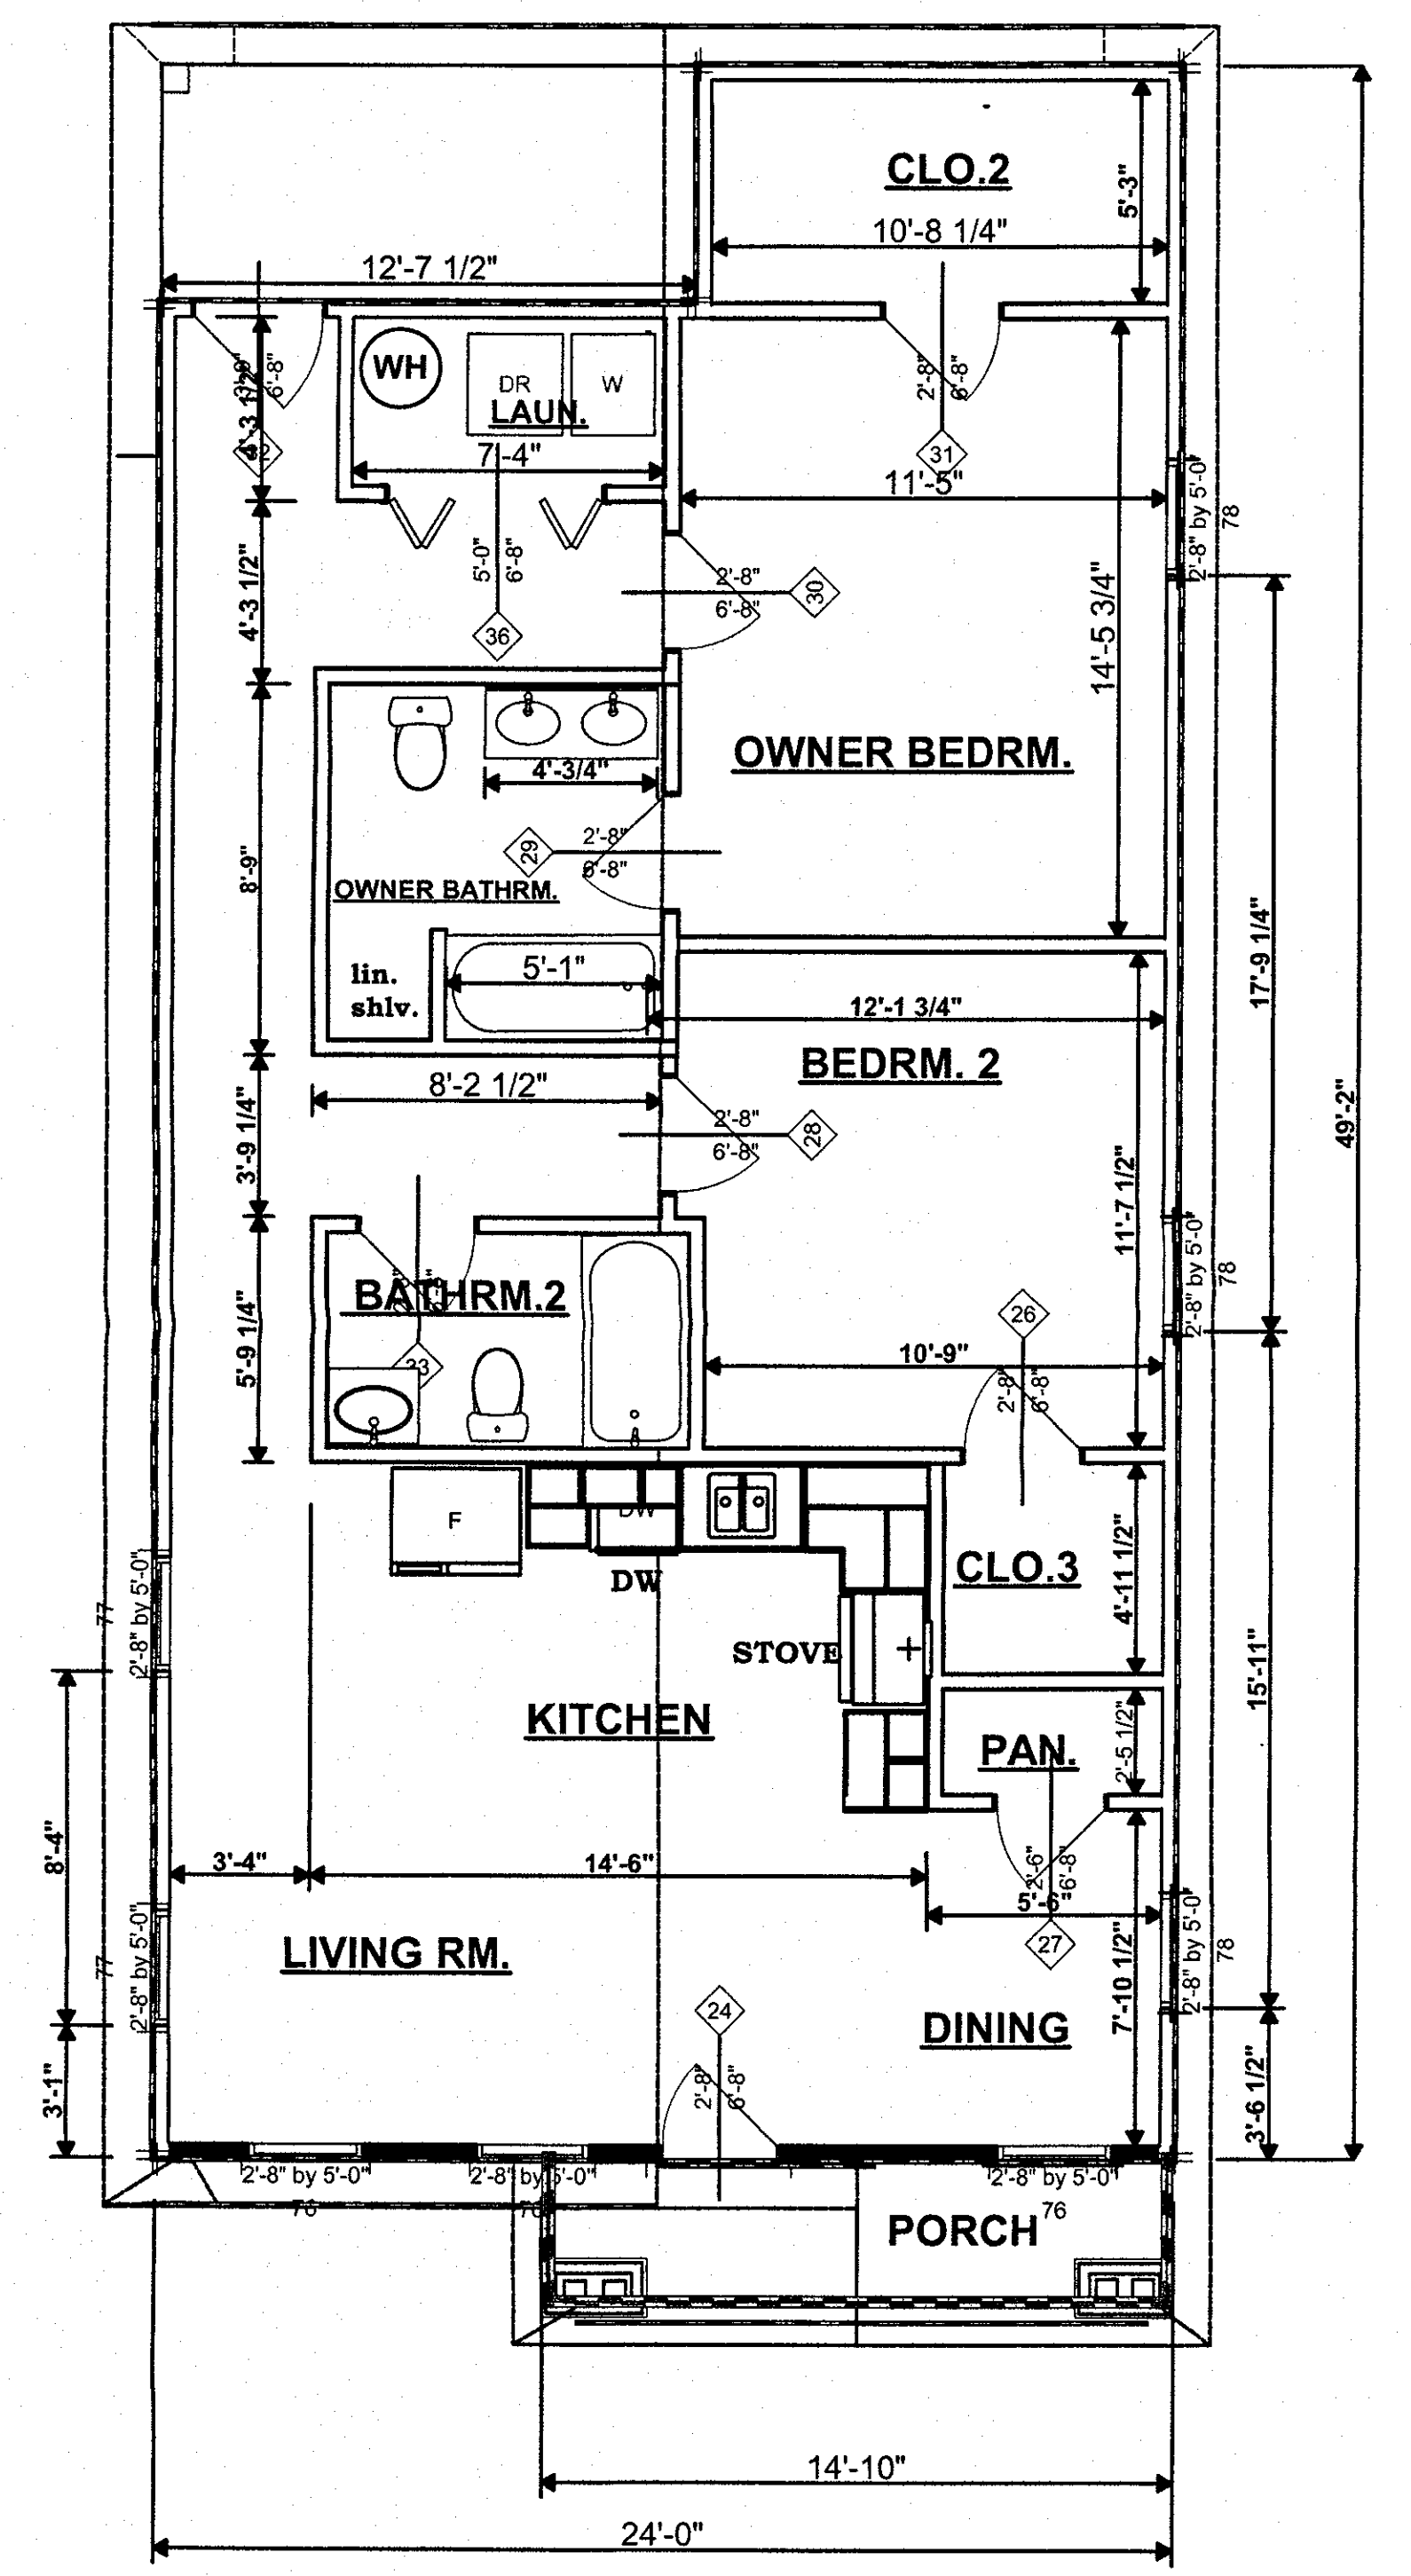 CLO.2
5'-3"
10'-8 1/4"
12'-7 1/2"
WH
DR
W
LAUN.
7'-4"
6'-8"
4'-3 1/2"
2'-8"
6'-8"
31
11'-5"
2'-8" by 5'-0"
78
5'-0"
6'-8"
36
4'-3 1/2"
2'-8"
6'-8"
30
14'-5 3/4"
OWNER BEDRM.
4'-3/4"
2'-8"
6'-8"
29
8'-9"
OWNER BATHRM.
lin.
shlv.
5'-1"
12'-1 3/4"
17'-9 1/4"
BEDRM. 2
8'-2 1/2"
3'-9 1/4"
2'-8"
6'-8"
28
49'-2"
11'-7 1/2"
2'-8" by 5'-0"
78
BATHRM.2
5'-9 1/4"
33
26
10'-9"
2'-8"
6'-8"
F
DW
DW
CLO.3
4'-11 1/2"
2'-8" by 5'-0"
77
STOVE
KITCHEN
PAN.
2'-5 1/2"
15'-11"
8'-4"
3'-4"
14'-6"
2'-6"
6'-8"
5'-6"
27
2'-8" by 5'-0"
77
LIVING RM.
2'-8" by 5'-0"
78
7'-10 1/2"
24
DINING
2'-8"
6'-8"
3'-1"
3'-6 1/2"
2'-8" by 5'-0"
76
2'-8" by 5'-0"
76
2'-8" by 5'-0"
76
PORCH
14'-10"
24'-0"